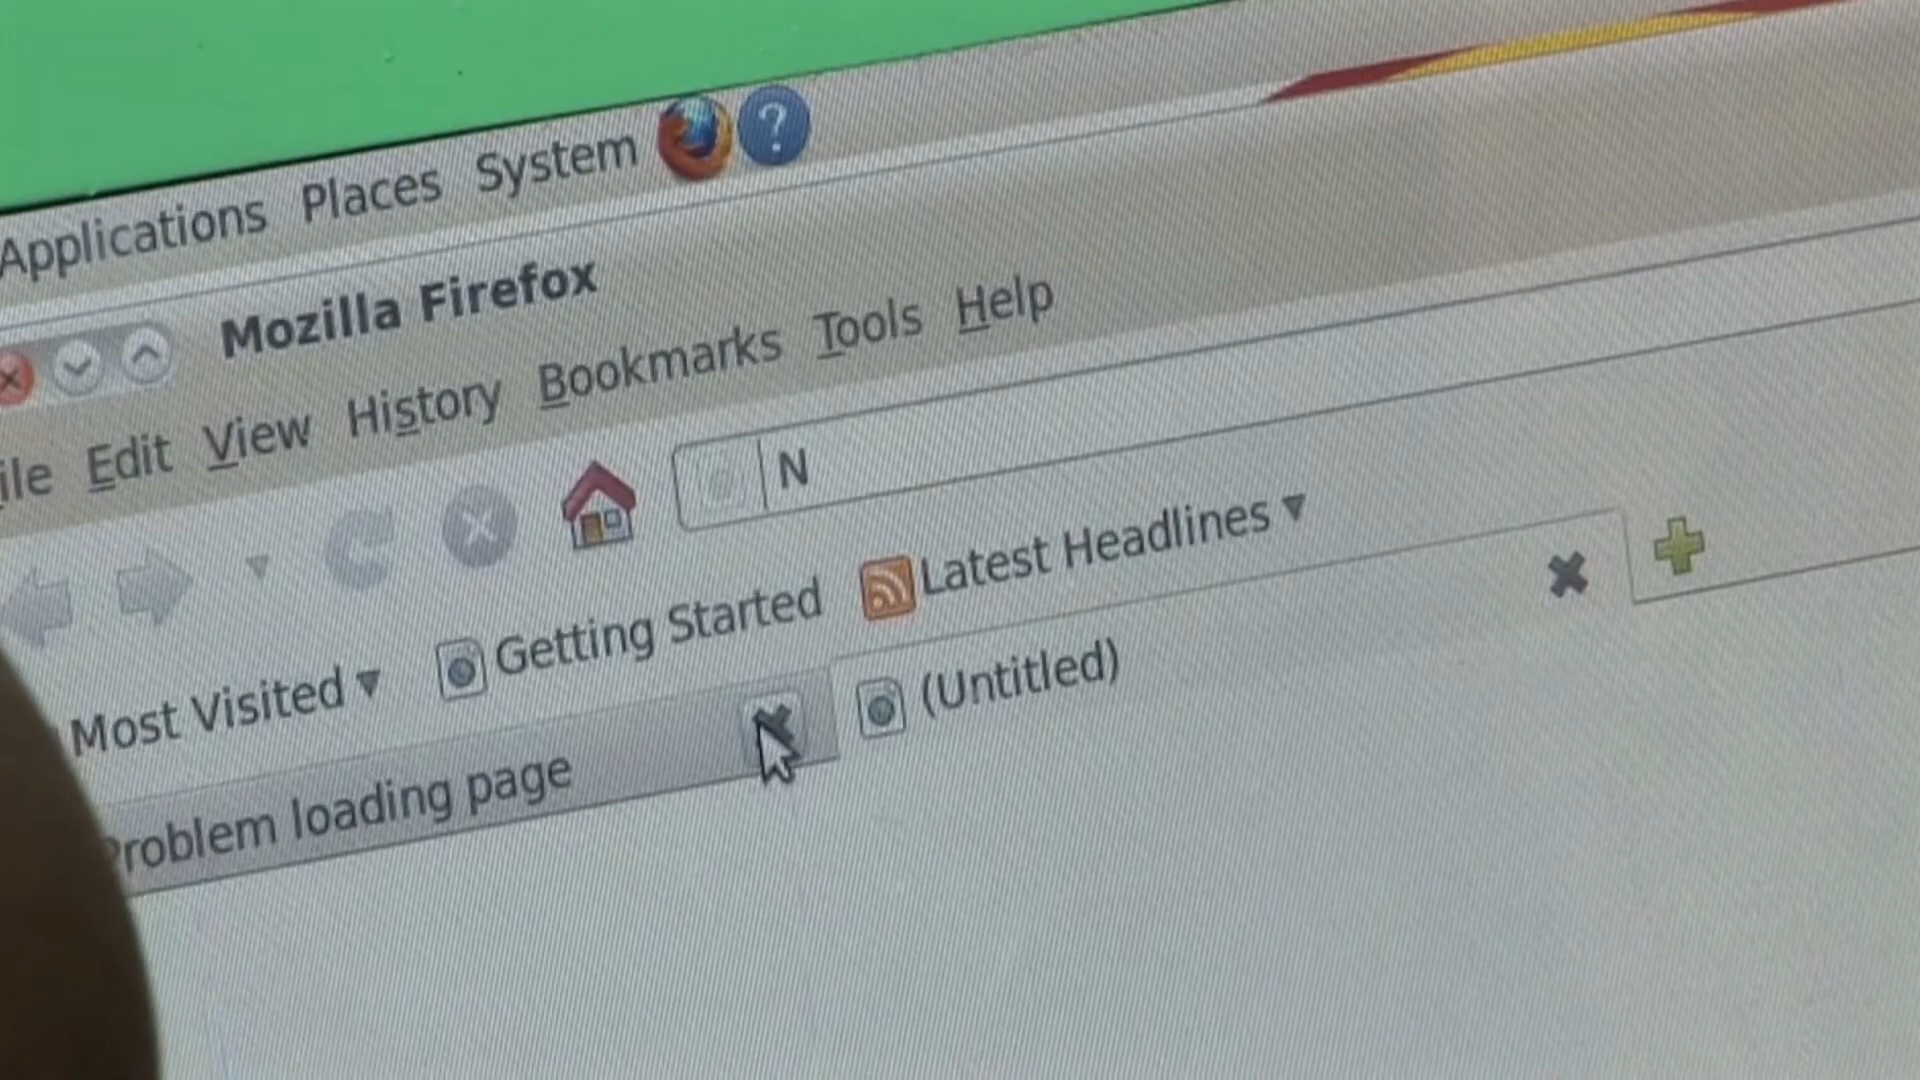 Applications Places System ?
Mozilla Firefox
ile Edit View History Bookmarks Tools Help
N
Most Visited Getting Started Latest Headlines
Problem loading page (Untitled)